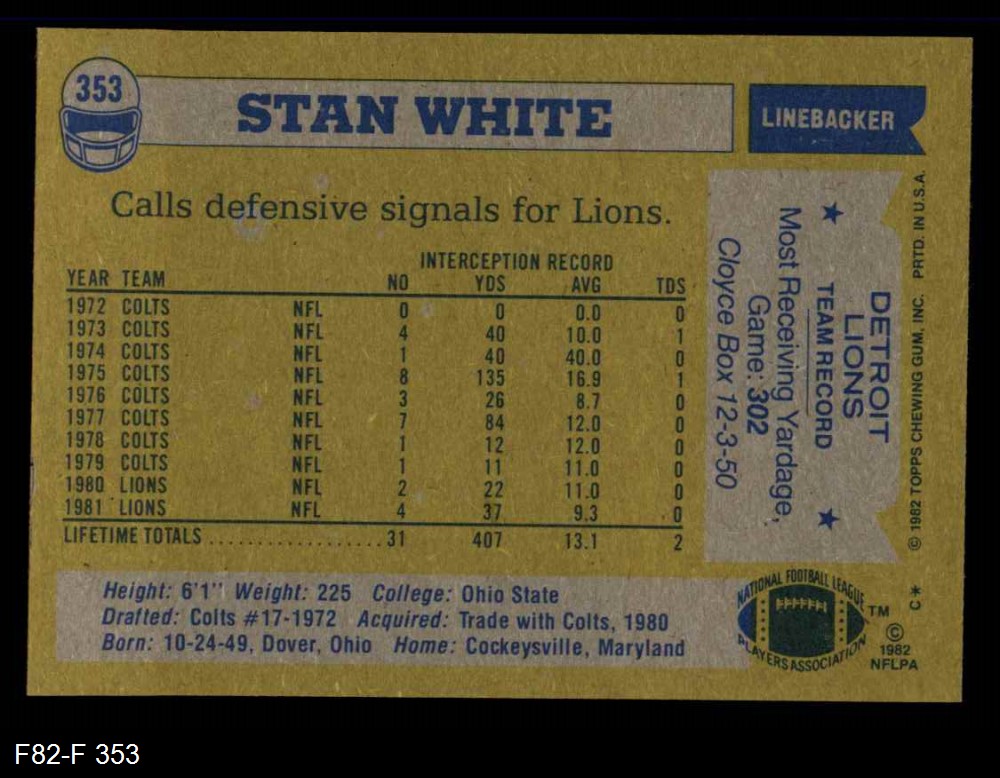 353
STAN WHITE
LINEBACKER
Calls defensive signals for Lions.
INTERCEPTION RECORD
YEAR TEAM NO YDS AVG TDS
1972 COLTS NFL 0 0 0.0 0
1973 COLTS NFL 4 40 10.0 1
1974 COLTS NFL 1 40 40.0 0
1975 COLTS NFL 8 135 16.9 1
1976 COLTS NFL 3 26 8.7 0
1977 COLTS NFL 7 84 12.0 0
1978 COLTS NFL 1 12 12.0 0
1979 COLTS NFL 1 11 11.0 0
1980 LIONS NFL 2 22 11.0 0
1981 LIONS NFL 4 37 9.3 0
LIFETIME TOTALS..................31 407 13.1 2
DETROIT
LIONS
★ TEAM RECORD ★
Most Receiving Yardage,
Game: 302
Cloyce Box 12-3-50
© 1982 TOPPS CHEWING GUM, INC. PRTD. IN U.S.A.
C*
Height: 6'1" Weight: 225 College: Ohio State
Drafted: Colts #17-1972 Acquired: Trade with Colts, 1980
Born: 10-24-49, Dover, Ohio Home: Cockeysville, Maryland
NATIONAL FOOTBALL LEAGUE
PLAYERS ASSOCIATION
TM
©
1982
NFLPA
F82-F 353